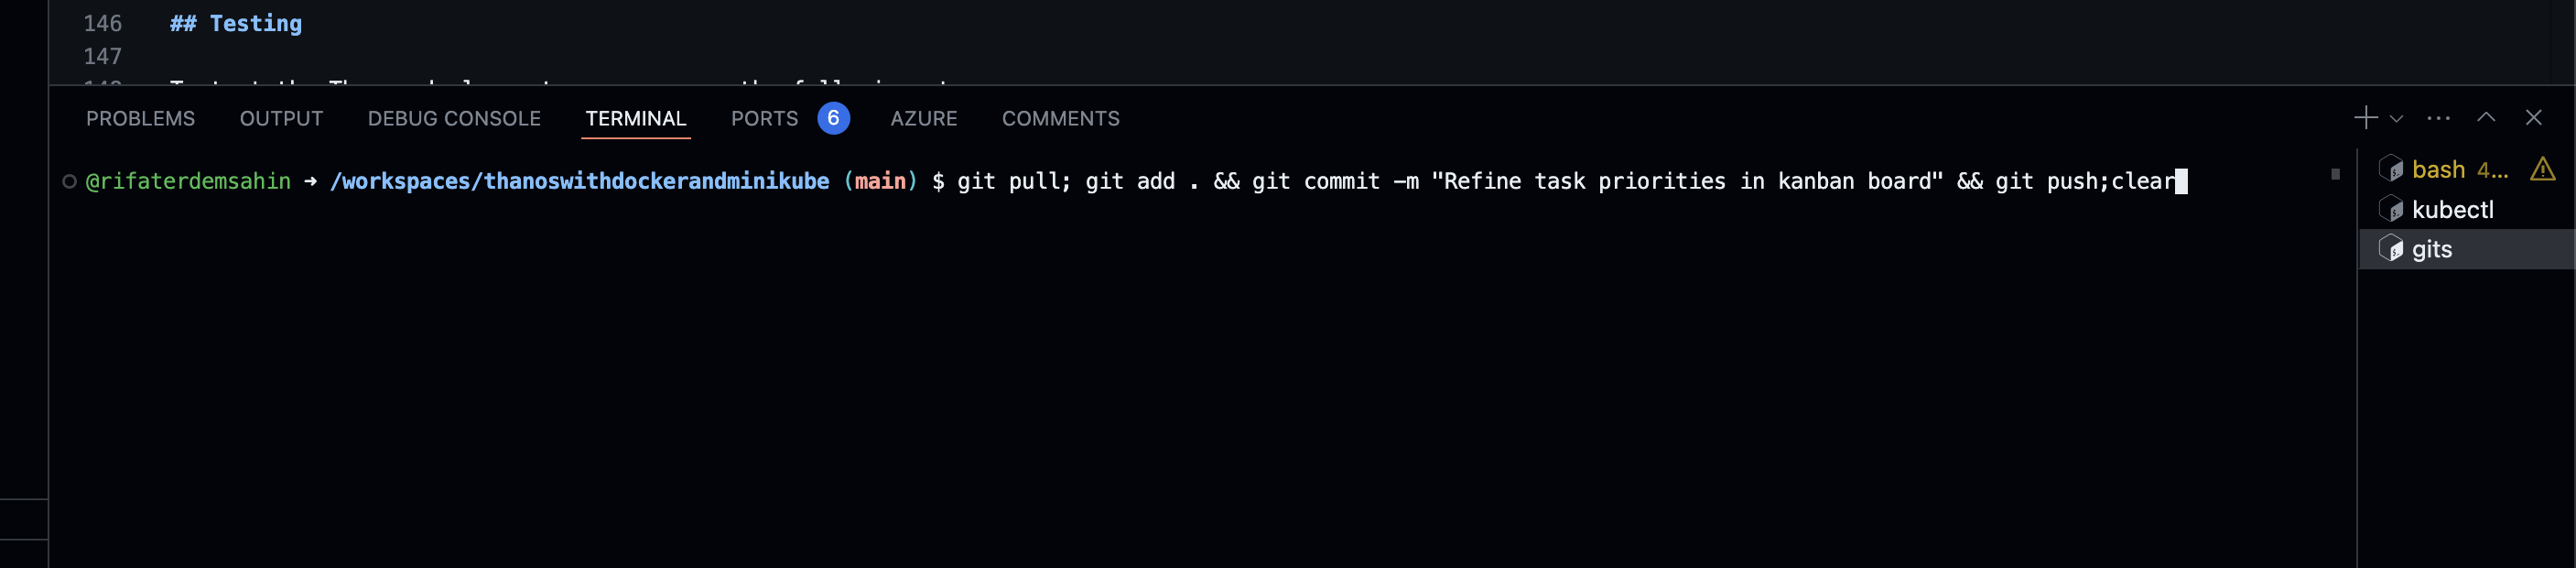 146 ## Testing
147
PROBLEMS OUTPUT DEBUG CONSOLE TERMINAL PORTS 6 AZURE COMMENTS
@rifaterdemsahin ➜ /workspaces/thanoswithdockerandminikube (main) $ git pull; git add . && git commit -m "Refine task priorities in kanban board" && git push;clear
bash 4...
kubectl
gits